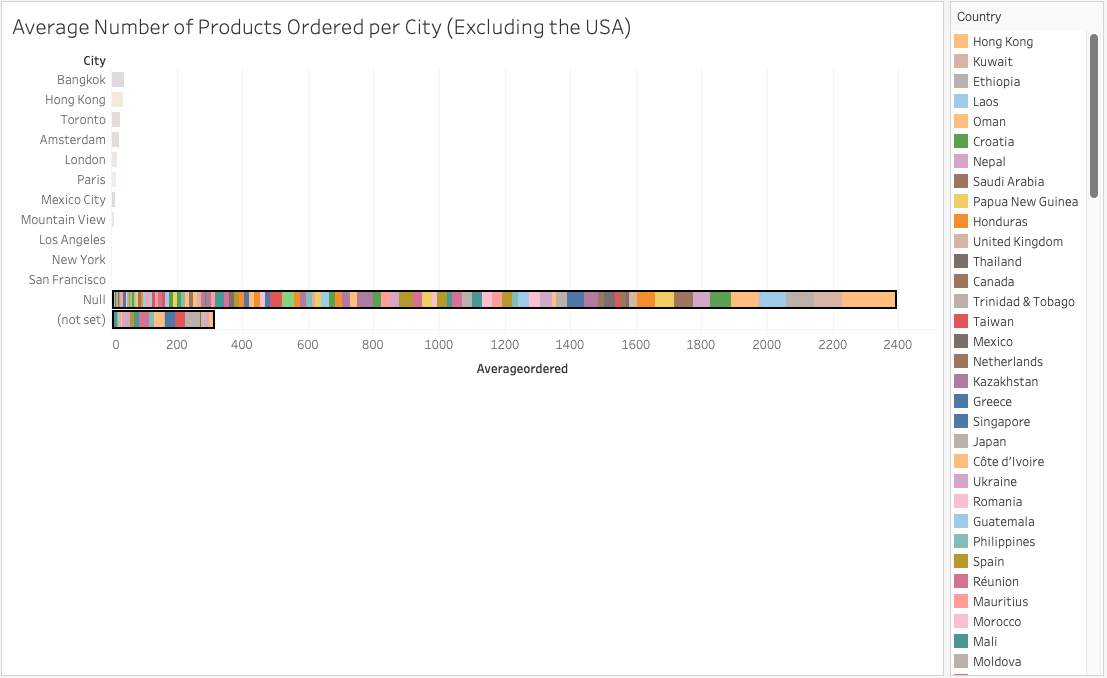 Average Number of Products Ordered per City (Excluding the USA)
City
Bangkok
Hong Kong
Toronto
Amsterdam
London
Paris
Mexico City
Mountain View
Los Angeles
New York
San Francisco
Null
(not set)
0 200 400 600 800 1000 1200 1400 1600 1800 2000 2200 2400
Averageordered
Country
Hong Kong
Kuwait
Ethiopia
Laos
Oman
Croatia
Nepal
Saudi Arabia
Papua New Guinea
Honduras
United Kingdom
Thailand
Canada
Trinidad & Tobago
Taiwan
Mexico
Netherlands
Kazakhstan
Greece
Singapore
Japan
Côte d’Ivoire
Ukraine
Romania
Guatemala
Philippines
Spain
Réunion
Mauritius
Morocco
Mali
Moldova